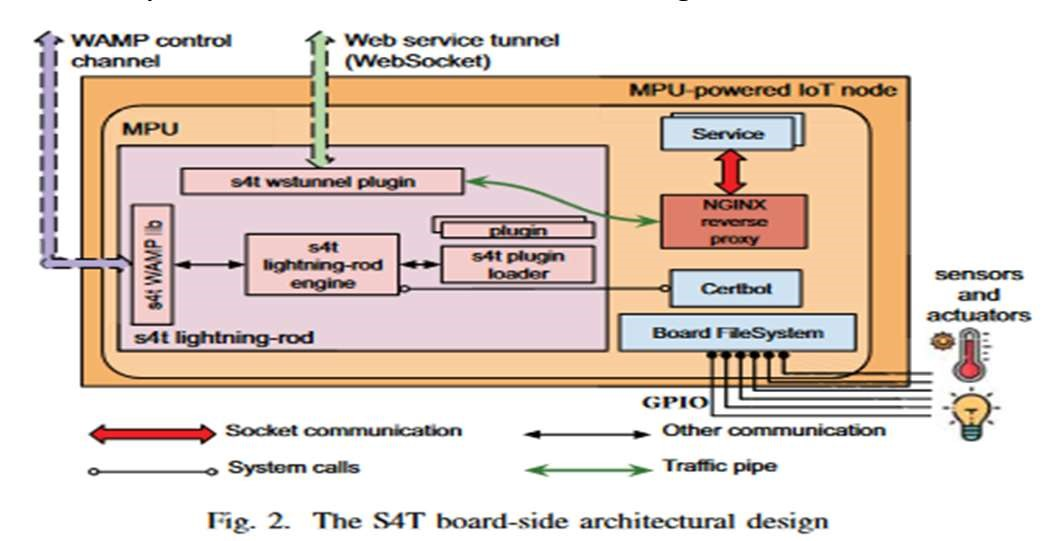 WAMP control
channel
Web service tunnel
(WebSocket)
MPU-powered IoT node
MPU
Service
s4t wstunnel plugin
NGINX
reverse
proxy
s4t WAMP lib
s4t
lightning-rod
engine
plugin
s4t plugin
loader
Certbot
sensors
and
actuators
s4t lightning-rod
Board FileSystem
GPIO
Socket communication
Other communication
System calls
Traffic pipe
Fig. 2. The S4T board-side architectural design